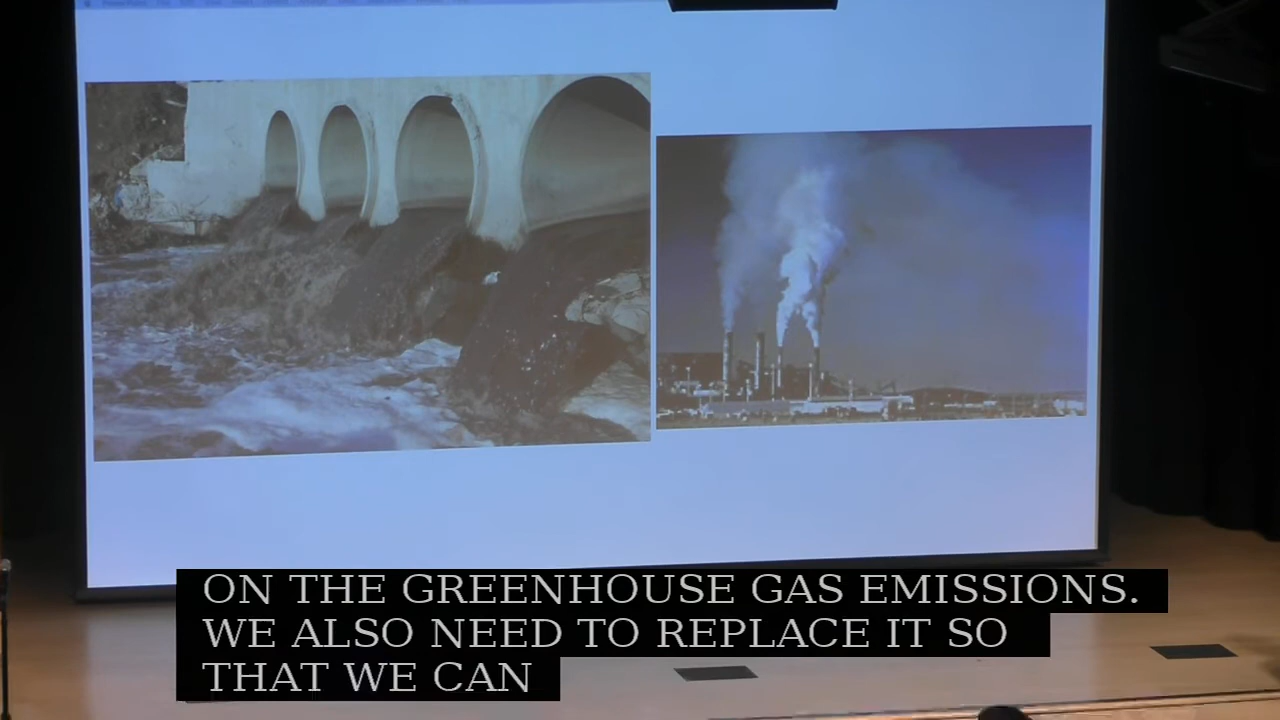 ON THE GREENHOUSE GAS EMISSIONS.
WE ALSO NEED TO REPLACE IT SO
THAT WE CAN